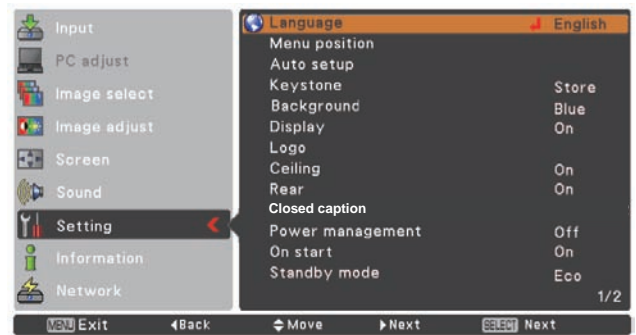 Input
PC adjust
Image select
Image adjust
Screen
Sound
Setting
Information
Network
Language English
Menu position
Auto setup
Keystone Store
Background Blue
Display On
Logo
Ceiling On
Rear On
Closed caption
Power management Off
On start On
Standby mode Eco
1/2
MENU Exit Back Move Next SELECT Next